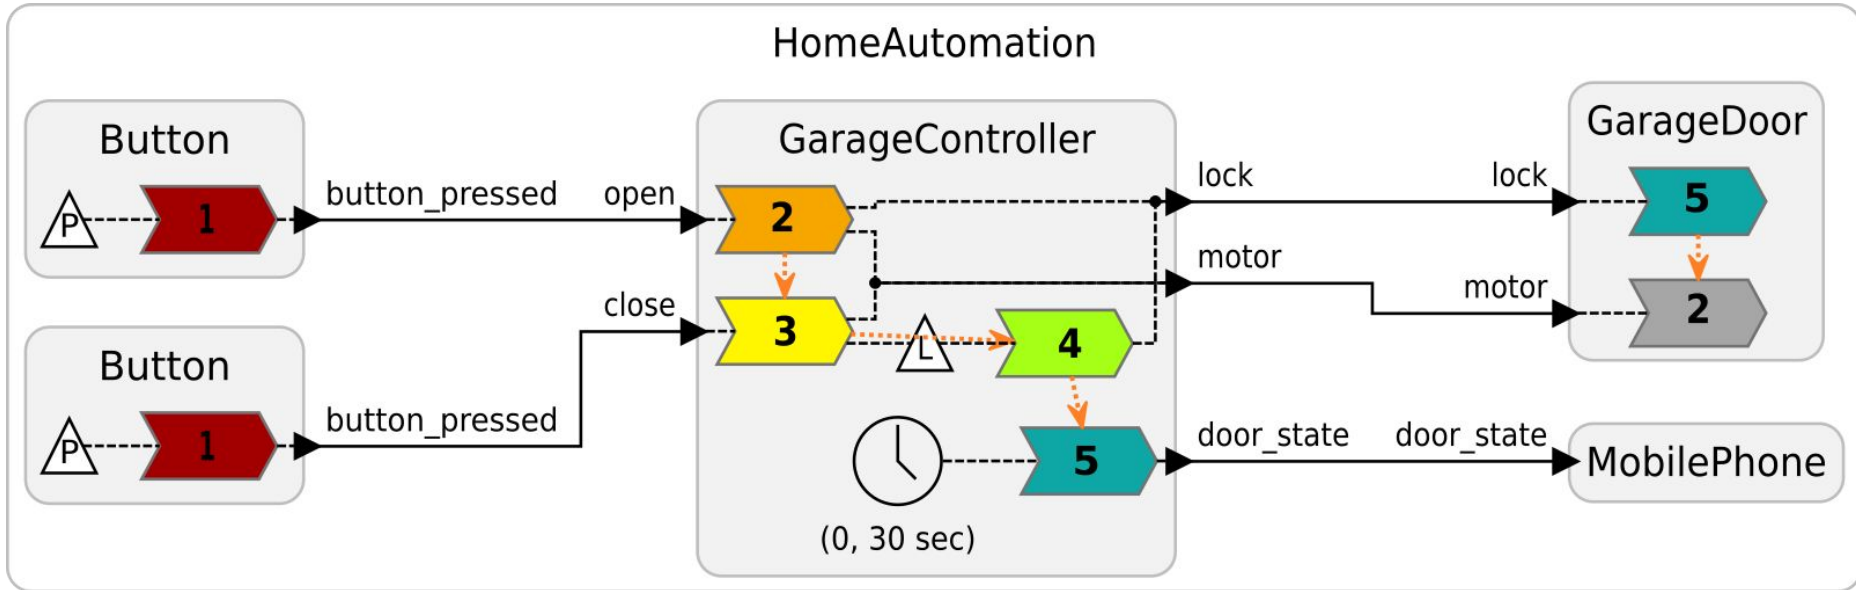 HomeAutomation
Button
P
1
button_pressed
Button
P
1
button_pressed
open
close
GarageController
2
3
L
4
5
(0, 30 sec)
lock
motor
door_state
lock
motor
door_state
GarageDoor
5
2
MobilePhone